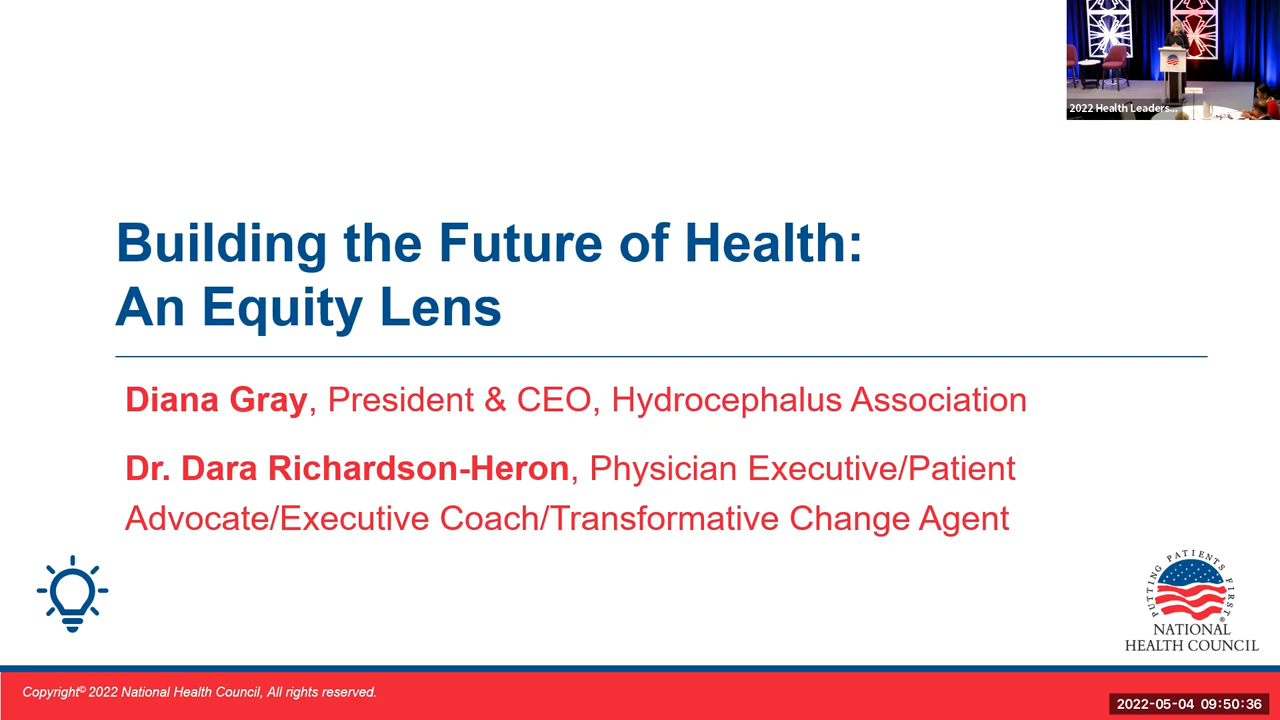 2022 Health Leaders...
Building the Future of Health:
An Equity Lens
Diana Gray, President & CEO, Hydrocephalus Association
Dr. Dara Richardson-Heron, Physician Executive/Patient
Advocate/Executive Coach/Transformative Change Agent
PUTTING PATIENTS FIRST®
NATIONAL
HEALTH COUNCIL
Copyright© 2022 National Health Council, All rights reserved.
2022-05-04 09:50:36